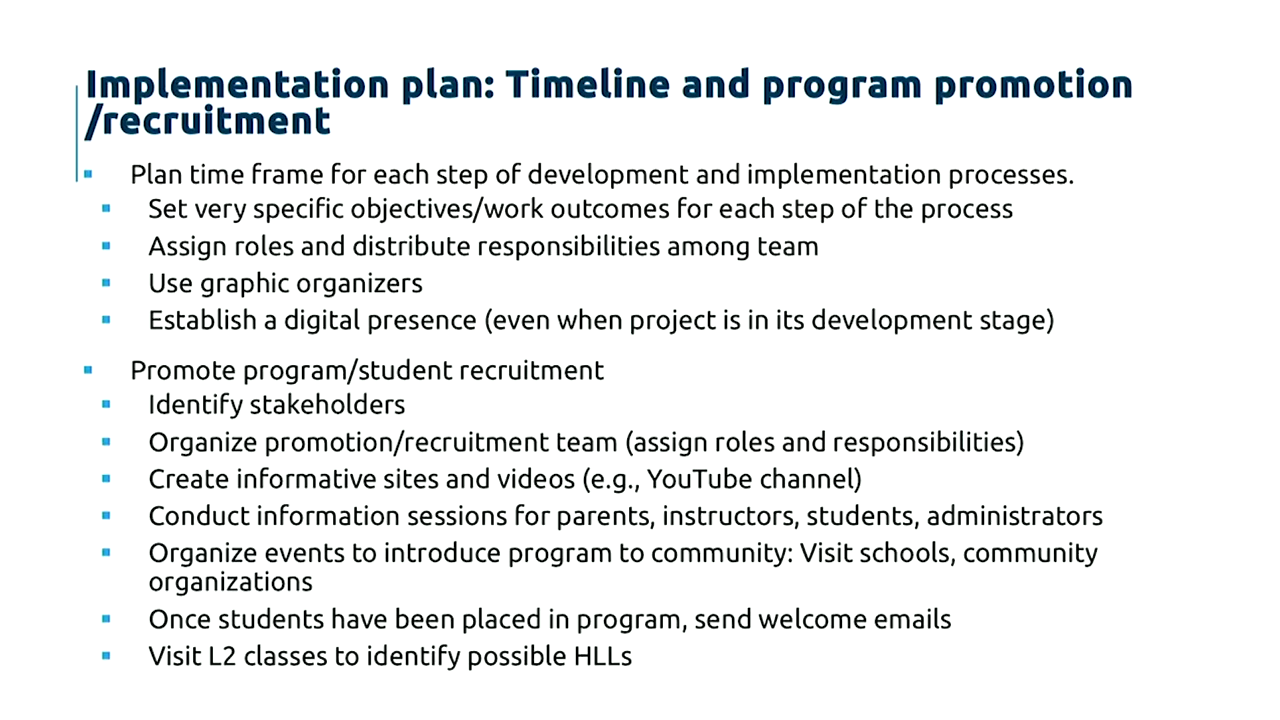 Implementation plan: Timeline and program promotion
/recruitment
Plan time frame for each step of development and implementation processes.
Set very specific objectives/work outcomes for each step of the process
Assign roles and distribute responsibilities among team
Use graphic organizers
Establish a digital presence (even when project is in its development stage)
Promote program/student recruitment
Identify stakeholders
Organize promotion/recruitment team (assign roles and responsibilities)
Create informative sites and videos (e.g., YouTube channel)
Conduct information sessions for parents, instructors, students, administrators
Organize events to introduce program to community: Visit schools, community
organizations
Once students have been placed in program, send welcome emails
Visit L2 classes to identify possible HLLs